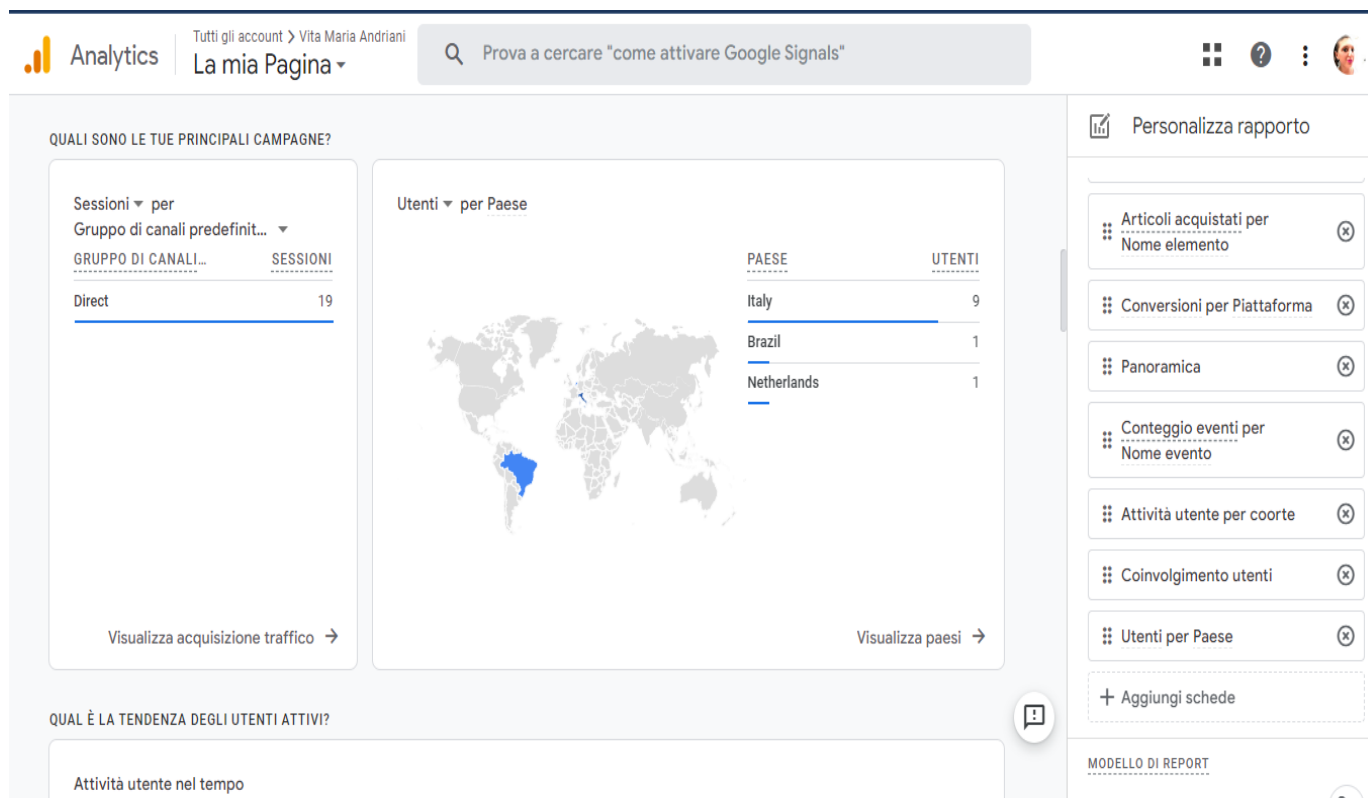 Analytics
Tutti gli account > Vita Maria Andriani
La mia Pagina
Prova a cercare "come attivare Google Signals"
QUALI SONO LE TUE PRINCIPALI CAMPAGNE?
Sessioni per
Gruppo di canali predefinit...
GRUPPO DI CANALI... SESSIONI
Direct 19
Visualizza acquisizione traffico
Utenti per Paese
PAESE UTENTI
Italy 9
Brazil 1
Netherlands 1
Visualizza paesi
QUAL È LA TENDENZA DEGLI UTENTI ATTIVI?
Attività utente nel tempo
Personalizza rapporto
Articoli acquistati per
Nome elemento
Conversioni per Piattaforma
Panoramica
Conteggio eventi per
Nome evento
Attività utente per coorte
Coinvolgimento utenti
Utenti per Paese
+ Aggiungi schede
MODELLO DI REPORT